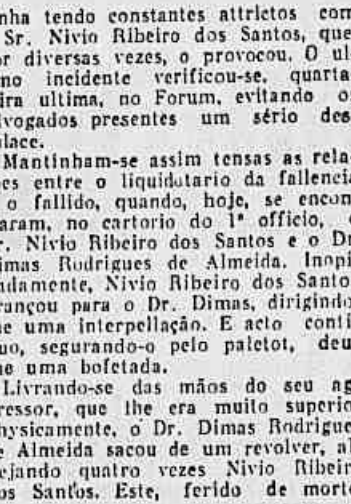 nha tendo constantes attrictos com
Sr. Nivio Ribeiro dos Santos, que
or diversas vezes, o provocou. O ul
no incidente verificou-se, quarta
ira ultima, no Forum, evitando o
dvogados presentes um sério des
lace.
Mantinham-se assim tensas as rela
es entre o liquidatario da fallencia
o fallido, quando, hoje, se encon
raram, no cartorio do 1º officio, o
r. Nivio Ribeiro dos Santos e o Dr
imas Rodrigues de Almeida. Inopi
adamente, Nivio Ribeiro dos Santo
rançou para o Dr. Dimas, dirigindo
he uma interpellação. E acto conti
uo, segurando-o pelo paletot, deu
he uma bofetada.
Livrando-se das mãos do seu ag
ressor, que lhe era muito superio
hysicamente, o Dr. Dimas Rodrigue
e Almeida sacou de um revolver, al
ejando quatro vezes Nivio Ribeir
os Santos. Este, ferido de morte